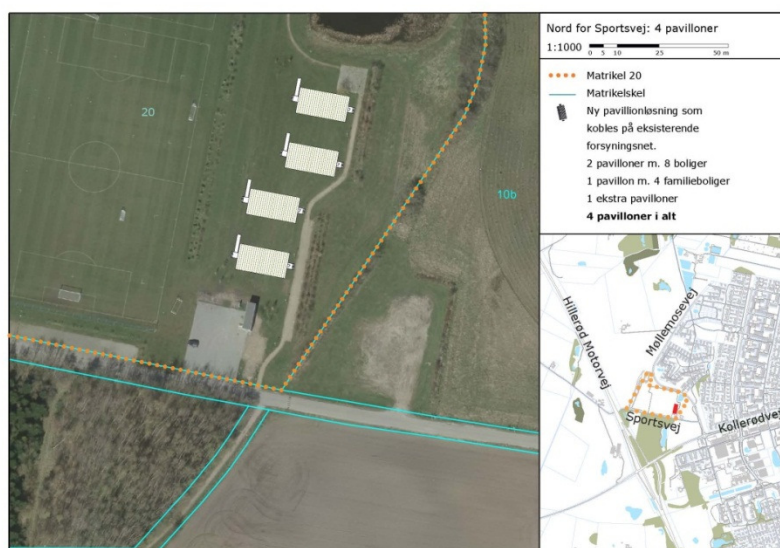 Nord for Sportsvej: 4 pavilloner
1:1000
0 5 10 25 50 m
Matrikel 20
Matrikelskel
Ny pavillionløsning som
kobles på eksisterende
forsyningsnet.
2 pavilloner m. 8 boliger
1 pavillon m. 4 familieboliger
1 ekstra pavilloner
4 pavilloner i alt
20
10b
Hillerød Motorvej
Møllemosevej
Sportsvej
Kollerødvej